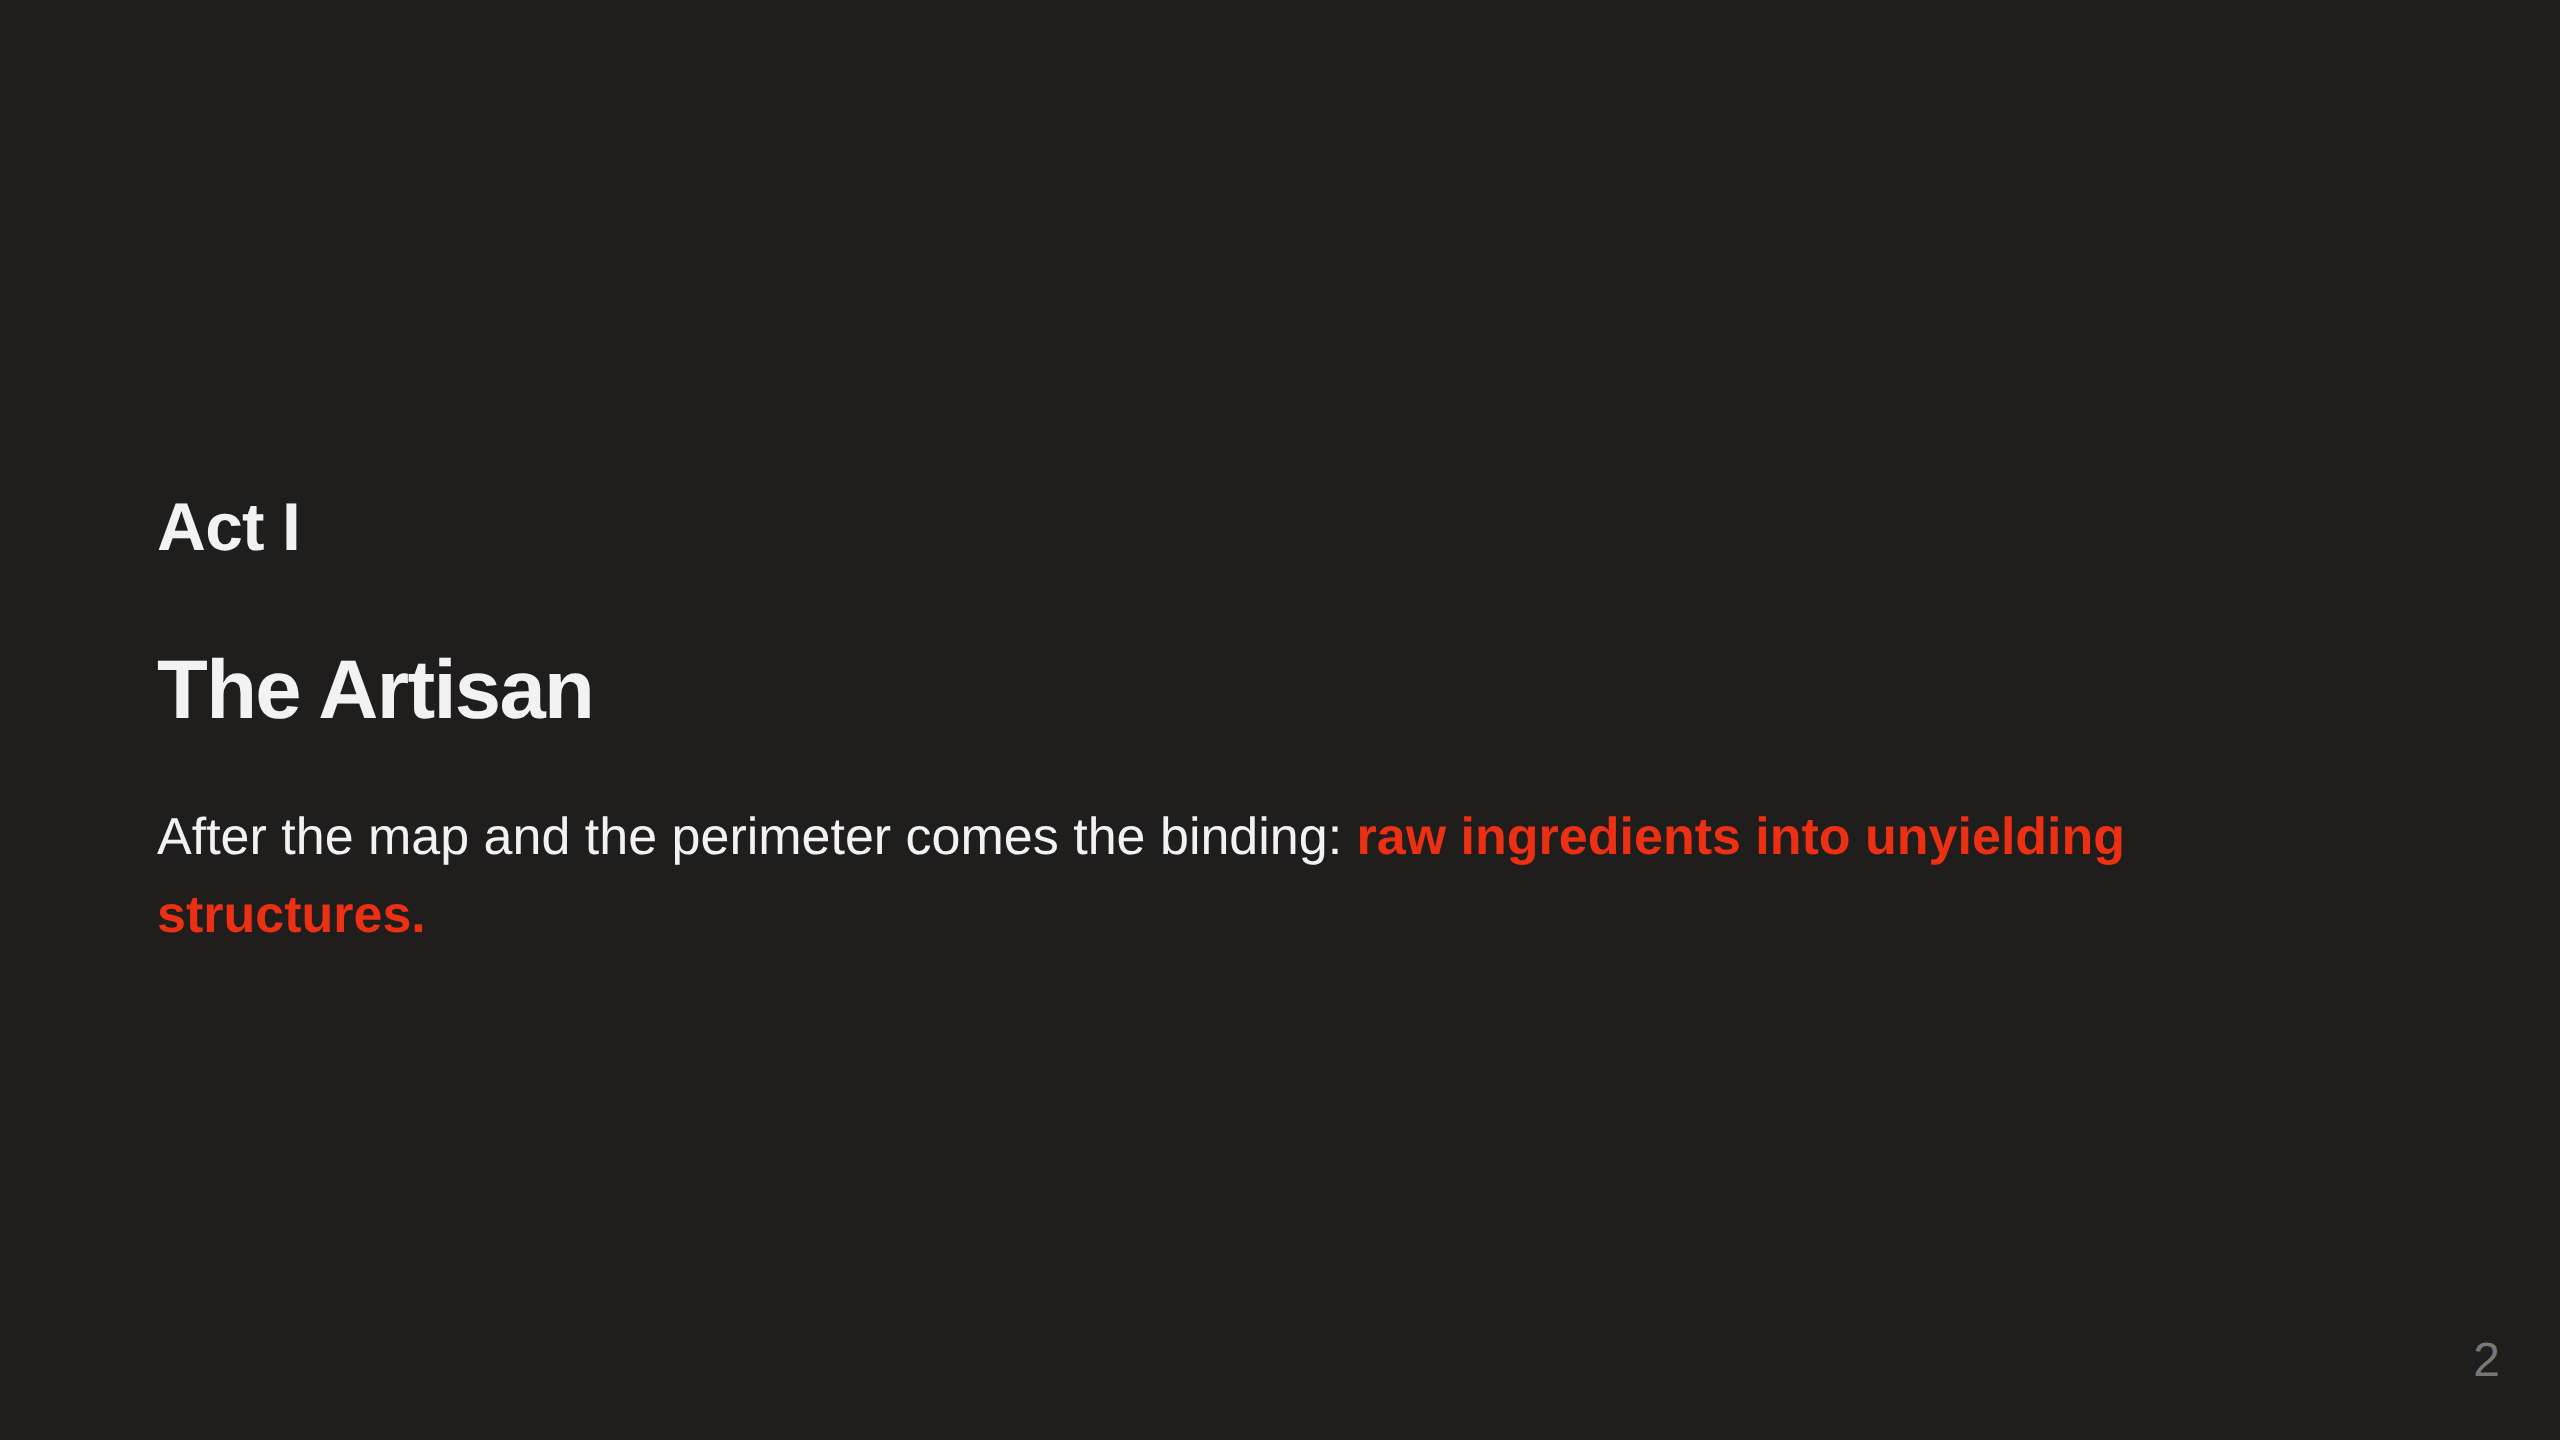 Act I
The Artisan
After the map and the perimeter comes the binding: raw ingredients into unyielding
structures.
2